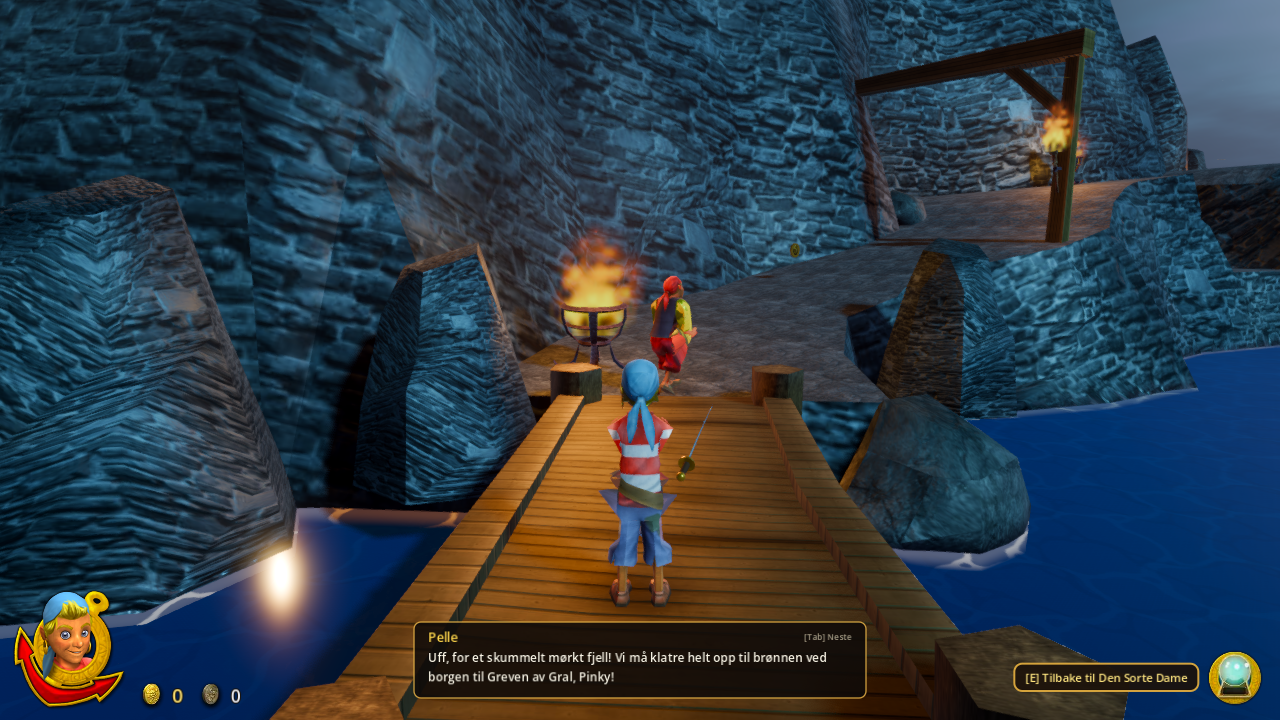 Pelle
[Tab] Neste
Uff, for et skummelt mørkt fjell! Vi må klatre helt opp til brønnen ved
borgen til Greven av Gral, Pinky!
[E] Tilbake til Den Sorte Dame
0
0